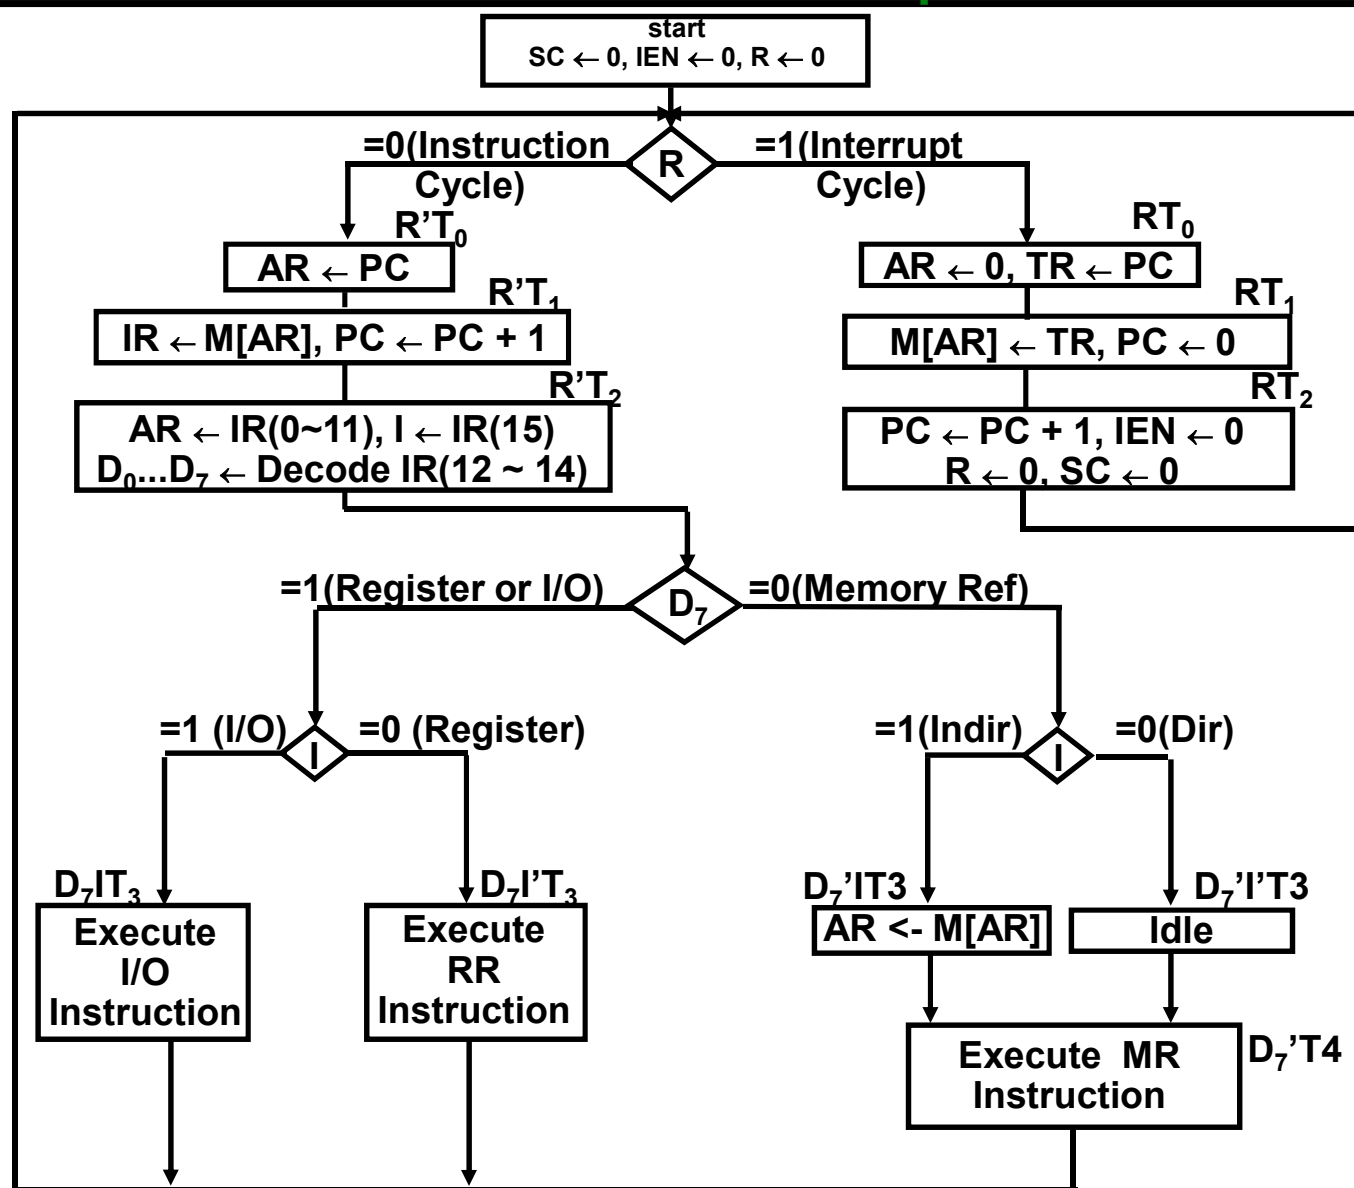 start
SC ← 0, IEN ← 0, R ← 0
=0(Instruction
Cycle)
R
=1(Interrupt
Cycle)
R’T₀
AR ← PC
R’T₁
IR ← M[AR], PC ← PC + 1
R’T₂
AR ← IR(0~11), I ← IR(15)
D₀...D₇ ← Decode IR(12 ~ 14)
RT₀
AR ← 0, TR ← PC
RT₁
M[AR] ← TR, PC ← 0
RT₂
PC ← PC + 1, IEN ← 0
R ← 0, SC ← 0
=1(Register or I/O)
D₇
=0(Memory Ref)
=1 (I/O)
I
=0 (Register)
=1(Indir)
I
=0(Dir)
D₇IT₃
Execute
I/O
Instruction
D₇I’T₃
Execute
RR
Instruction
D₇’IT3
AR <- M[AR]
D₇’I’T3
Idle
Execute MR
Instruction
D₇’T4